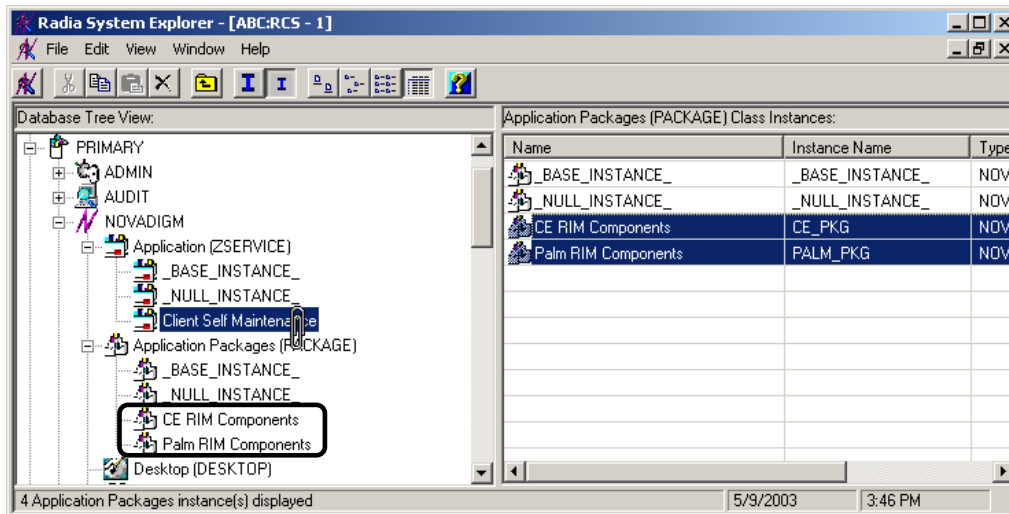 Radia System Explorer - [ABC:RCS - 1]
File Edit View Window Help
Database Tree View:
Application Packages (PACKAGE) Class Instances:
PRIMARY
ADMIN
AUDIT
NOVADIGM
Application (ZSERVICE)
_BASE_INSTANCE_
_NULL_INSTANCE_
Client Self Maintenance
Application Packages (PACKAGE)
_BASE_INSTANCE_
_NULL_INSTANCE_
CE RIM Components
Palm RIM Components
Desktop (DESKTOP)
Name Instance Name Type
_BASE_INSTANCE_ _BASE_INSTANCE_ NOV
_NULL_INSTANCE_ _NULL_INSTANCE_ NOV
CE RIM Components CE_PKG NOV
Palm RIM Components PALM_PKG NOV
4 Application Packages instance(s) displayed 5/9/2003 3:46 PM